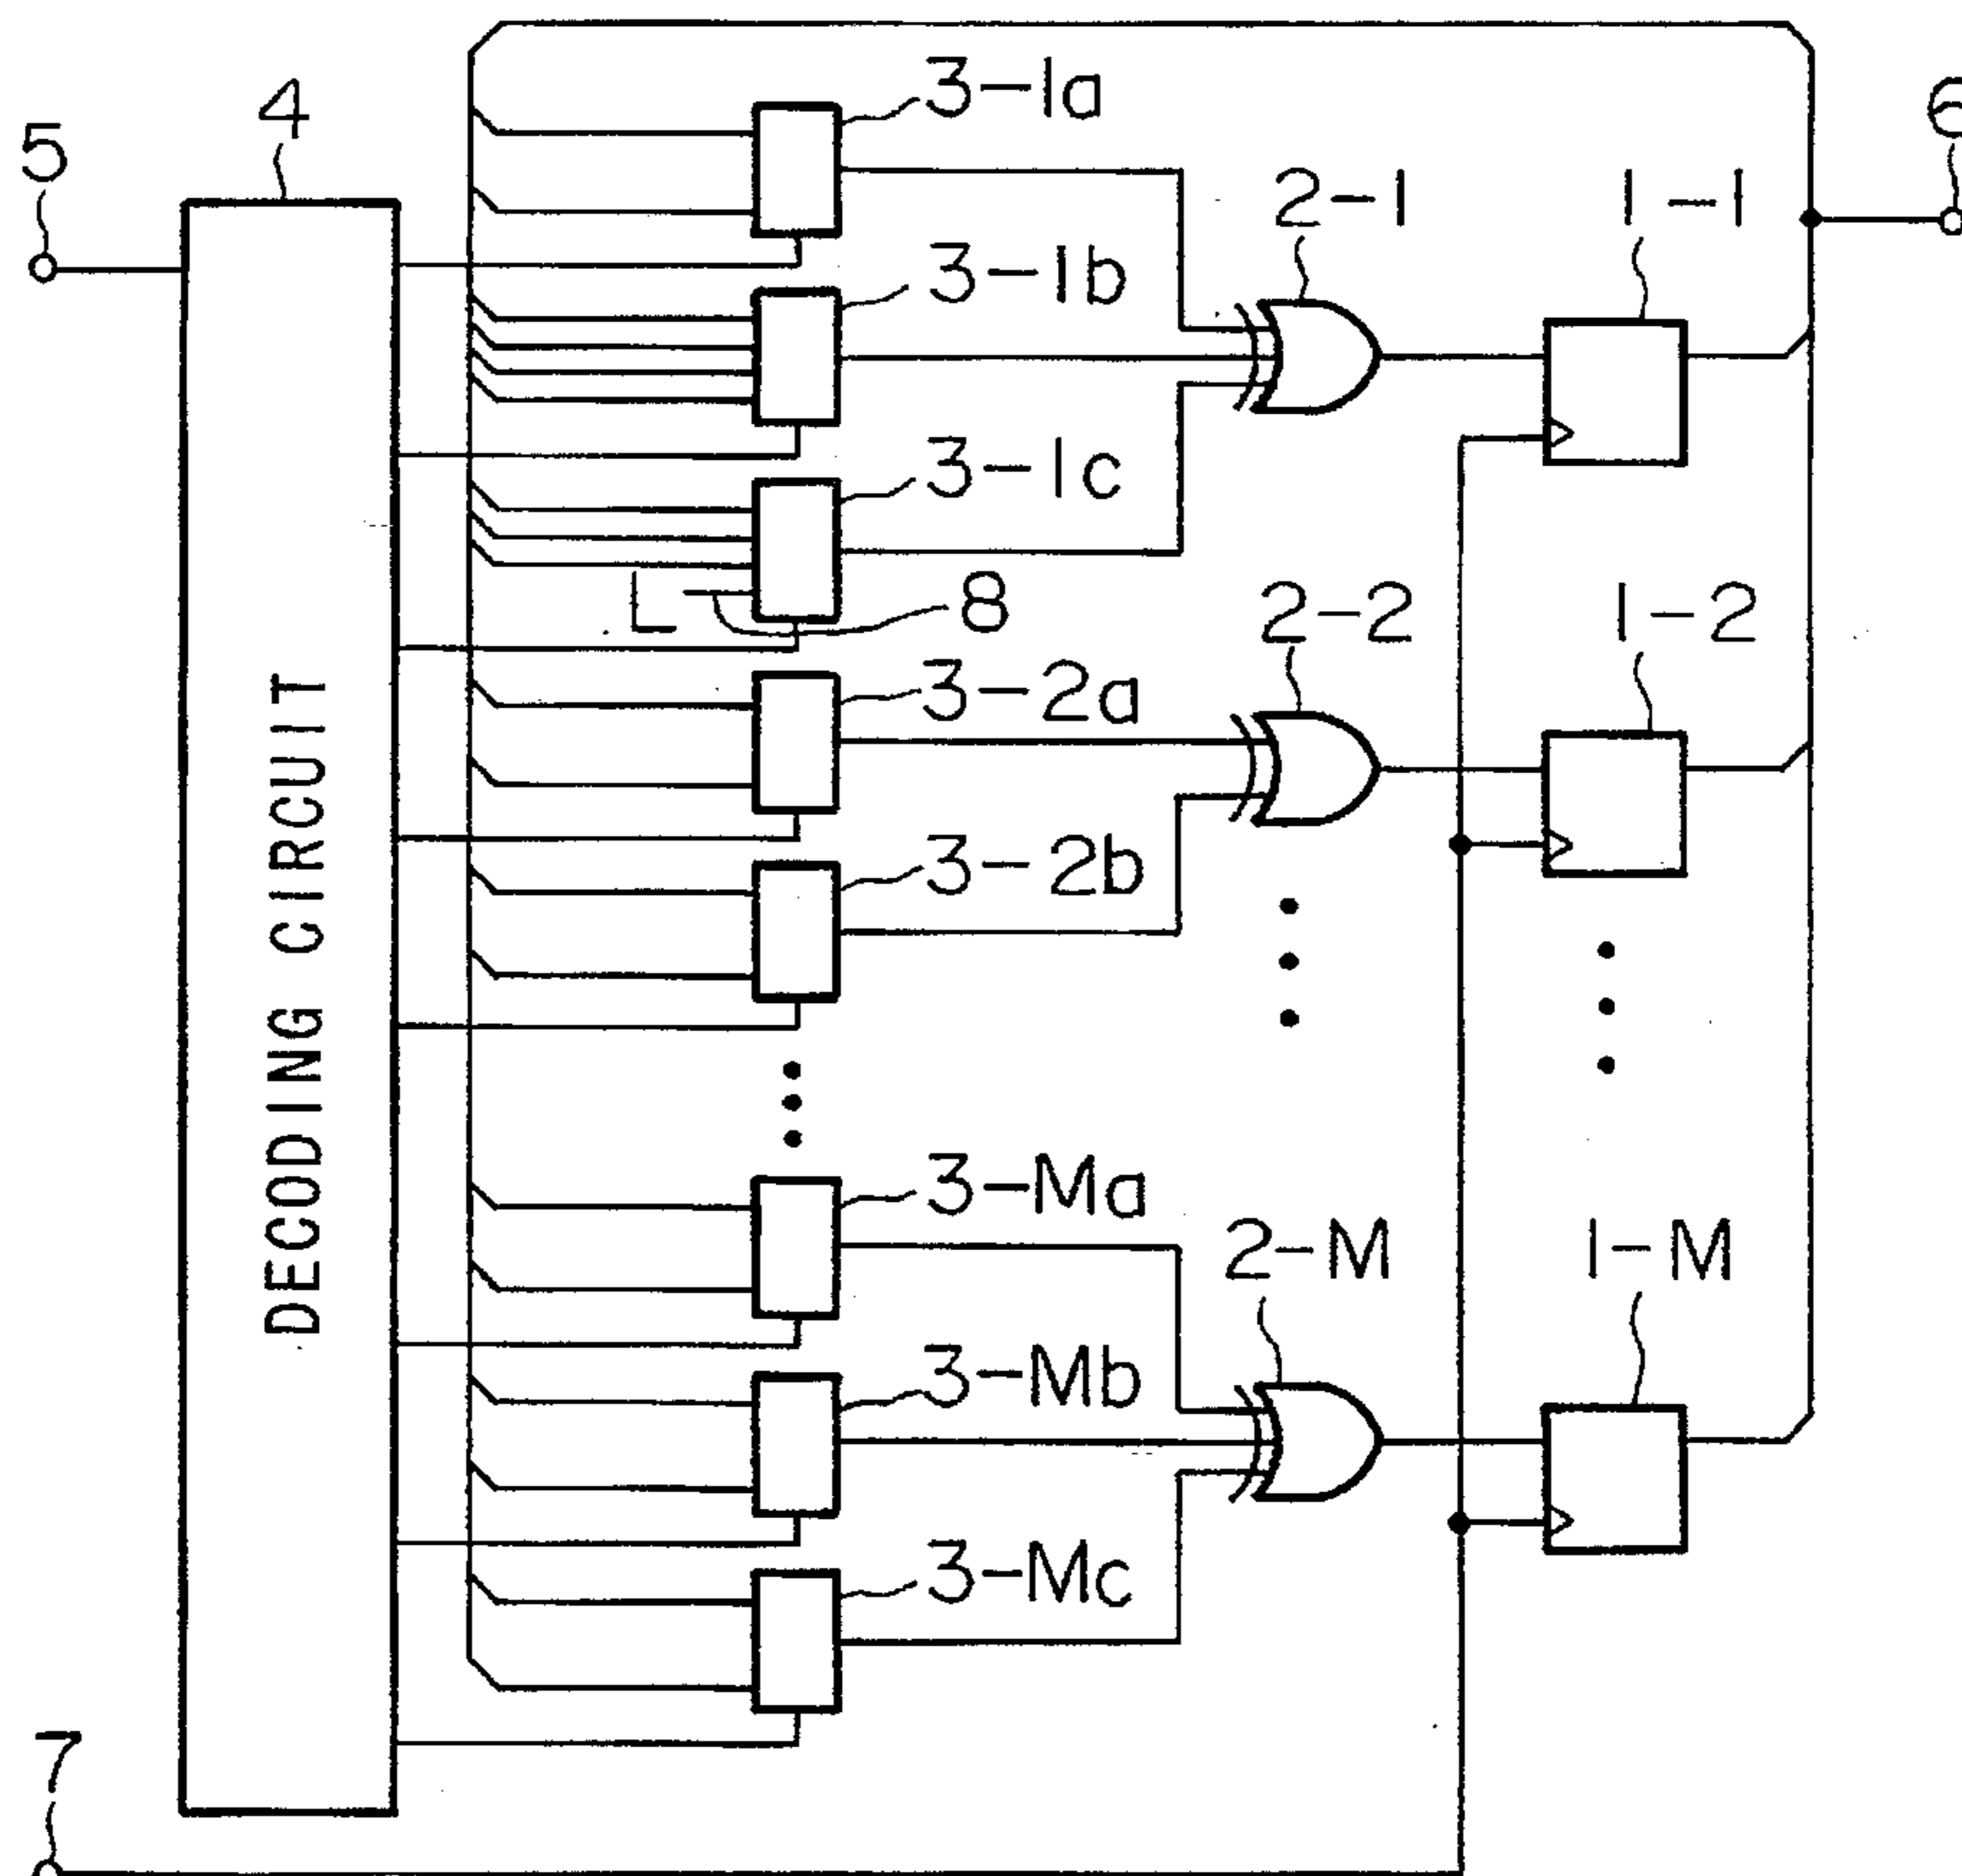 5
4
6
3-1a
2-1
1-1
3-1b
3-1c
L
8
2-2
1-2
3-2a
3-2b
DECODING CIRCUIT
3-Ma
2-M
1-M
3-Mb
3-Mc
7